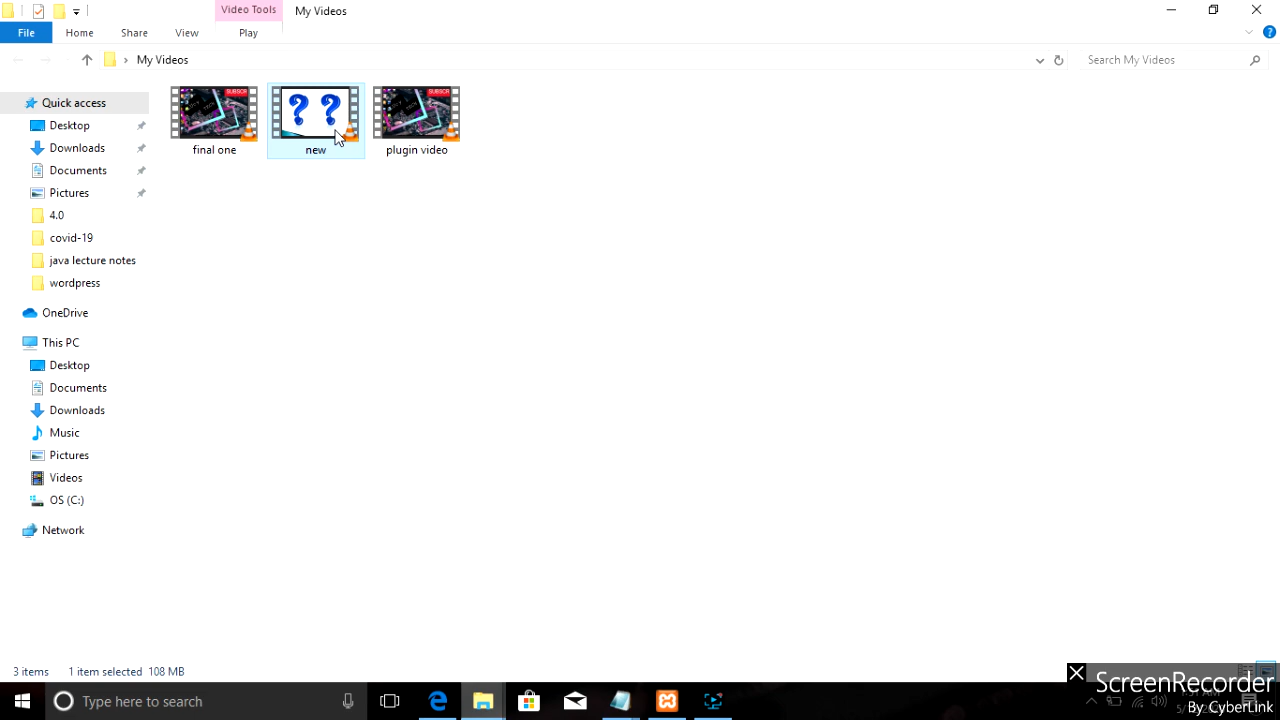 Video Tools
My Videos
File
Home
Share
View
Play
My Videos
Search My Videos
Quick access
Desktop
Downloads
Documents
Pictures
4.0
covid-19
java lecture notes
wordpress
OneDrive
This PC
Desktop
Documents
Downloads
Music
Pictures
Videos
OS (C:)
Network
SUBSCR
SUBSCR
? ?
final one
new
plugin video
3 items 1 item selected 108 MB
Type here to search
ScreenRecorder
By CyberLink